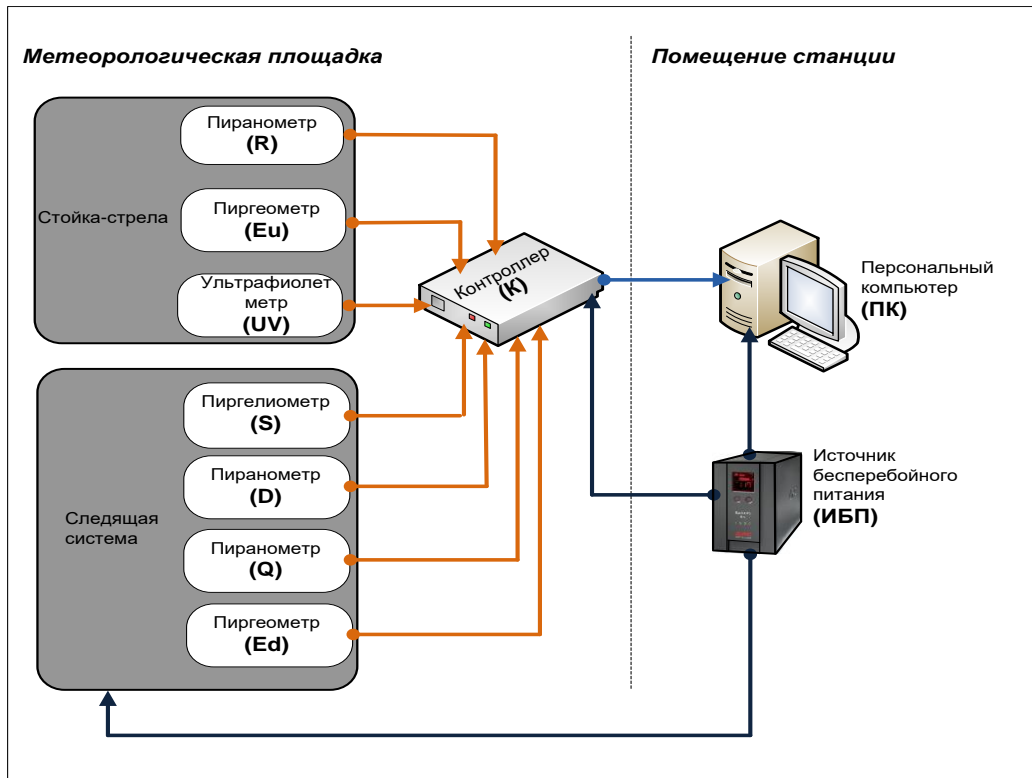 Метеорологическая площадка
Помещение станции
Стойка-стрела
Пиранометр
(R)
Пиргеометр
(Eu)
Ультрафиолет
метр
(UV)
Контроллер
(К)
Персональный
компьютер
(ПК)
Следящая
система
Пиргелиометр
(S)
Пиранометр
(D)
Пиранометр
(Q)
Пиргеометр
(Ed)
Источник
бесперебойного
питания
(ИБП)